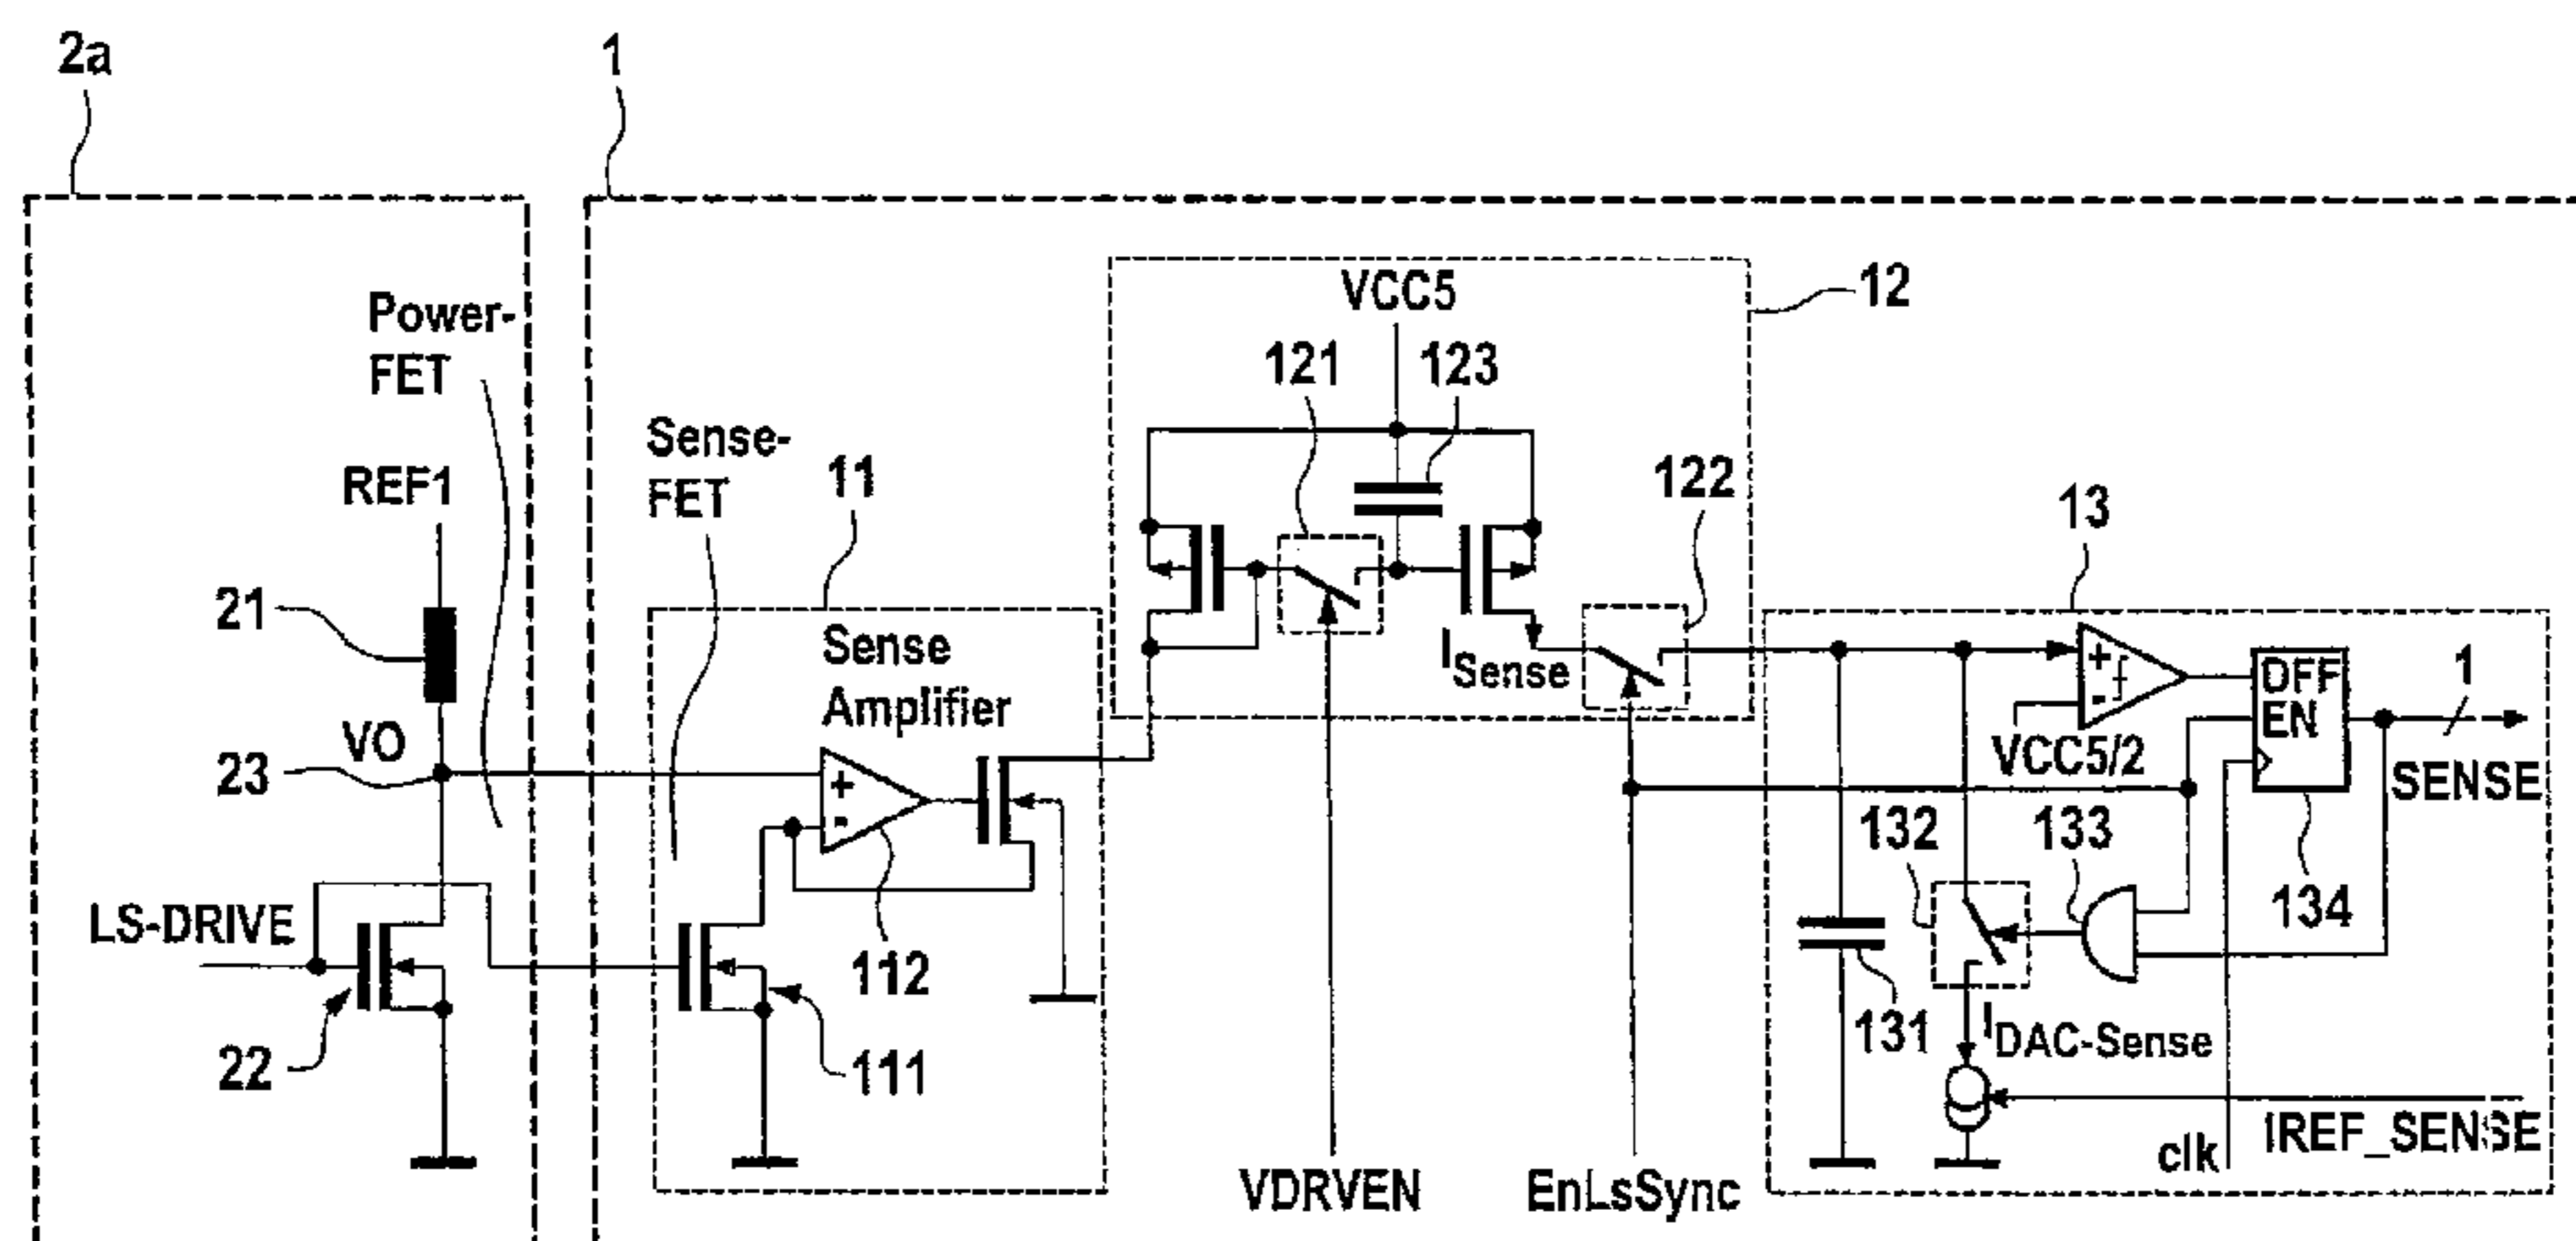 2a
1
VCC5
12
Power-
FET
121
123
Sense-
FET
11
122
REF1
13
21
Sense
Amplifier
ISense
1
DFF
EN
+
-
VCC5/2
SENSE
VO
23
+
-
132
133
134
LS-DRIVE
112
22
111
131
IDAC-Sense
VDRVEN
EnLsSync
clk
IREF_SENSE